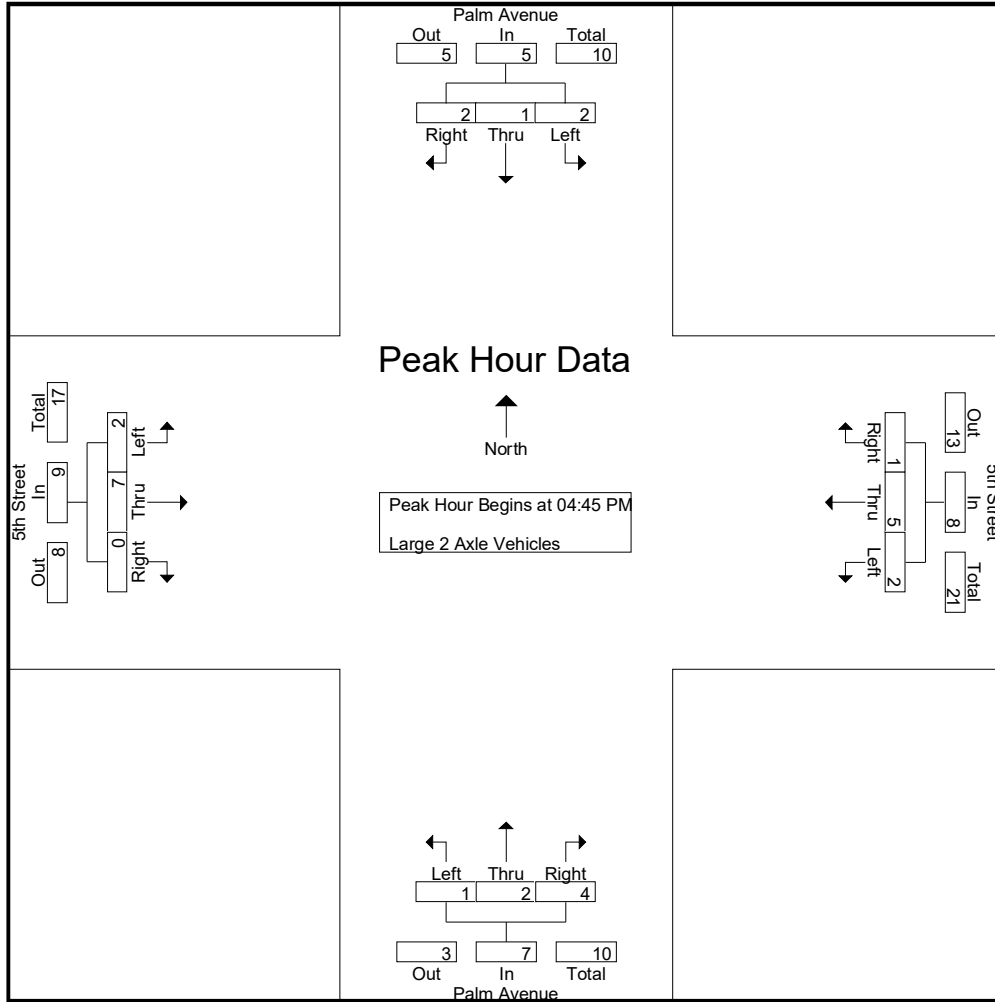 Palm Avenue
Out In Total
5 5 10
2 1 2
Right Thru Left
Peak Hour Data
North
Peak Hour Begins at 04:45 PM
Large 2 Axle Vehicles
5th Street
Total In Out
17 9 8
2 7 0
Left Thru Right
Right Thru Left
1 5 2
Out In Total
13 8 21
5th Street
Left Thru Right
1 2 4
3 7 10
Out In Total
Palm Avenue